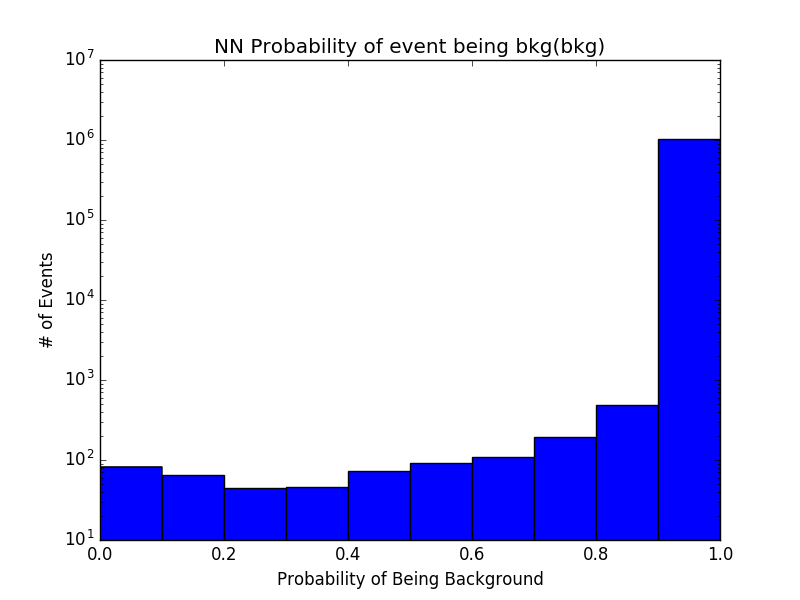 NN Probability of event being bkg(bkg)
10^7
10^6
10^5
10^4
10^3
10^2
10^1
# of Events
0.0 0.2 0.4 0.6 0.8 1.0
Probability of Being Background